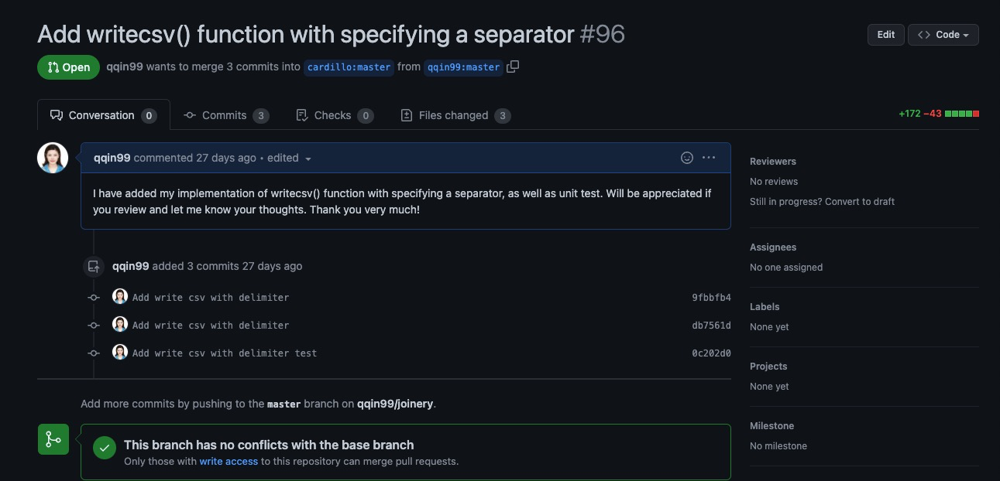 Add writecsv() function with specifying a separator #96
Edit
<> Code
Open
qqin99 wants to merge 3 commits into cardillo:master from qqin99:master
Conversation 0
Commits 3
Checks 0
Files changed 3
+172 −43
qqin99 commented 27 days ago • edited
I have added my implementation of writecsv() function with specifying a separator, as well as unit test. Will be appreciated if
you review and let me know your thoughts. Thank you very much!
qqin99 added 3 commits 27 days ago
Add write csv with delimiter 9fbbfb4
Add write csv with delimiter db7561d
Add write csv with delimiter test 0c202d0
Add more commits by pushing to the master branch on qqin99/joinery.
This branch has no conflicts with the base branch
Only those with write access to this repository can merge pull requests.
Reviewers
No reviews
Still in progress? Convert to draft
Assignees
No one assigned
Labels
None yet
Projects
None yet
Milestone
No milestone